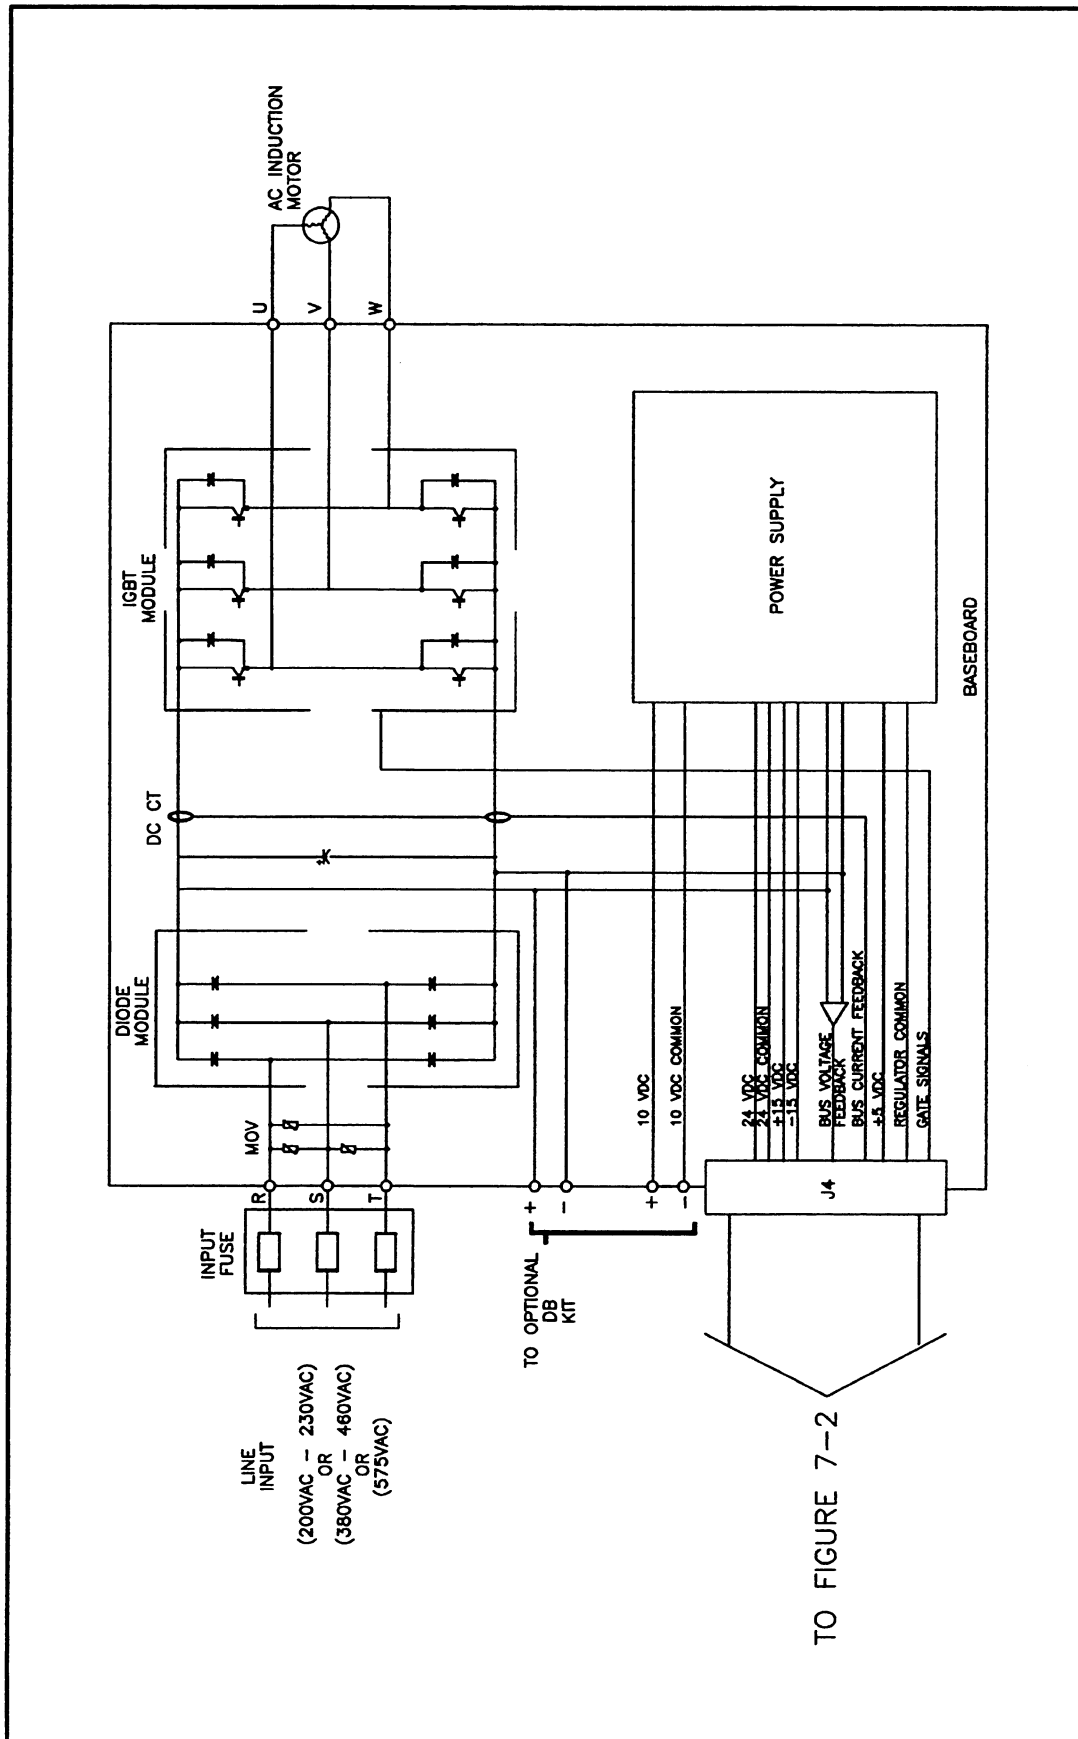 LINE
INPUT
(200VAC – 230VAC)
OR
(380VAC – 460VAC)
OR
(575VAC)
INPUT
FUSE
R
S
T
MOV
DIODE
MODULE
DC CT
IGBT
MODULE
U
V
W
AC INDUCTION
MOTOR
TO OPTIONAL
DB
KIT
+
–
+
–
10 VDC
10 VDC COMMON
24 VDC
24 VDC COMMON
+15 VDC
–15 VDC
BUS VOLTAGE
FEEDBACK
BUS CURRENT FEEDBACK
+5 VDC
REGULATOR COMMON
GATE SIGNALS
J4
POWER SUPPLY
BASEBOARD
TO FIGURE 7–2